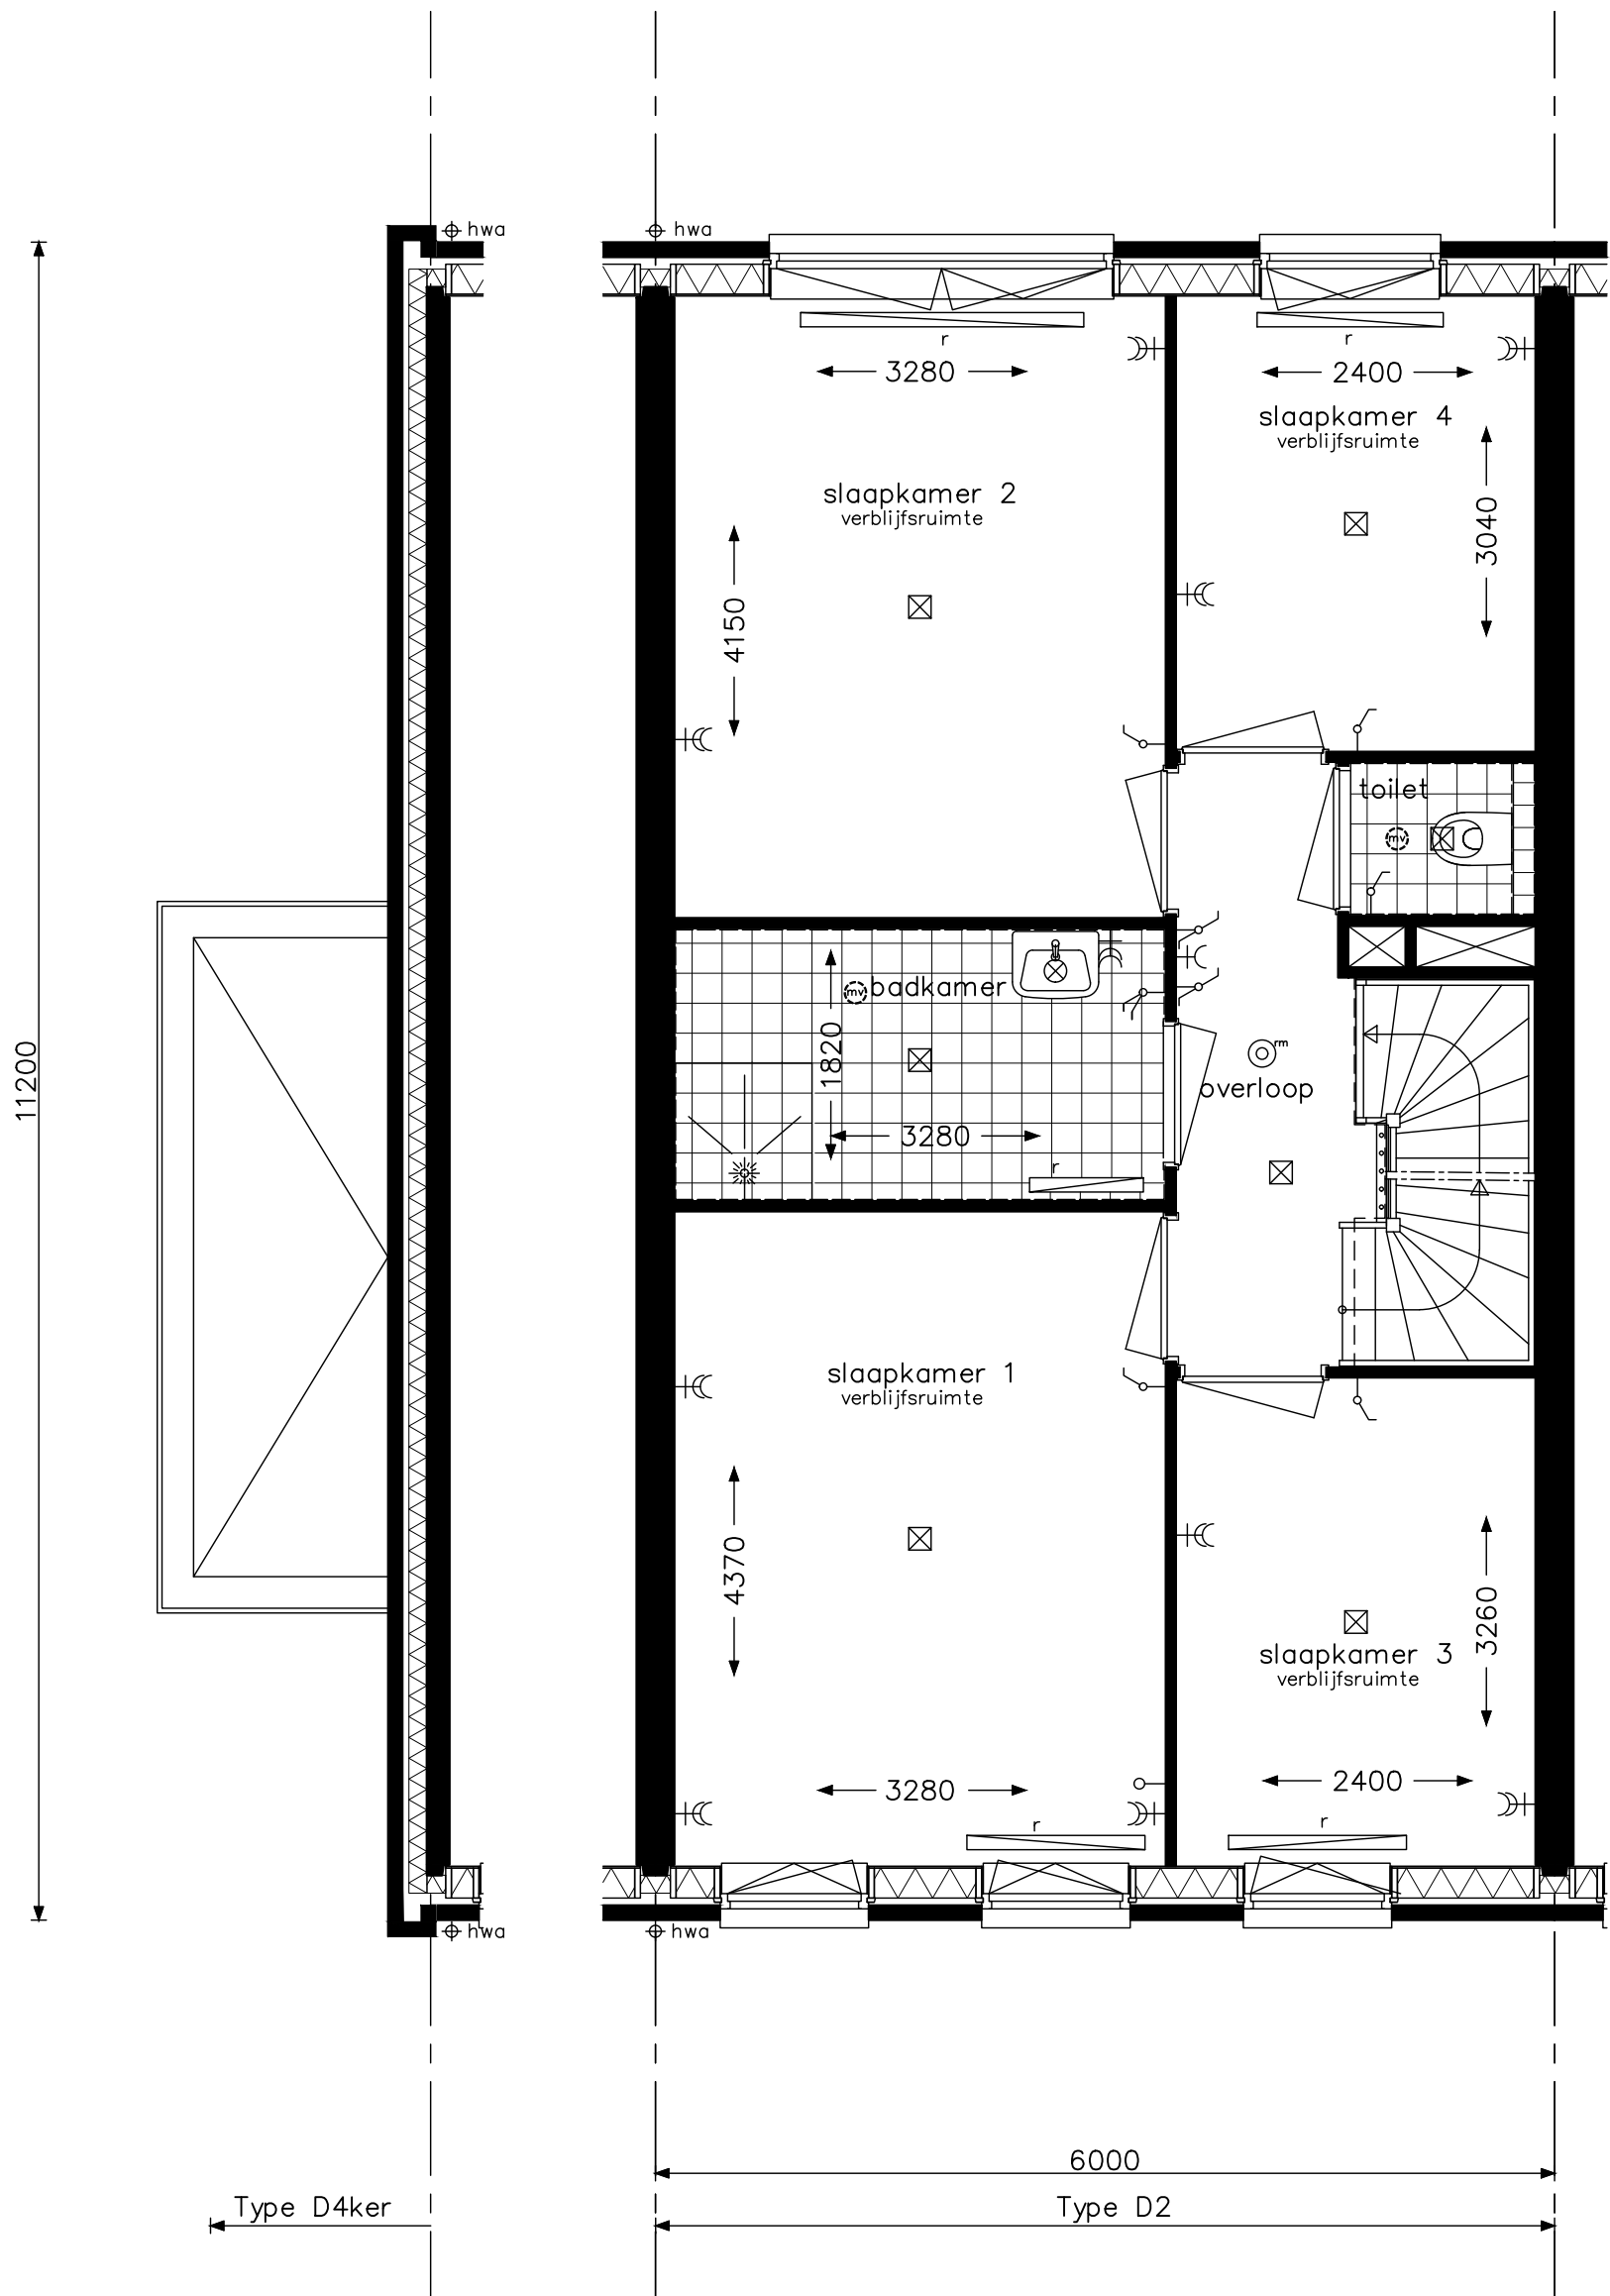 hwa
hwa
r
r
3280
2400
slaapkamer 4
verblijfsruimte
slaapkamer 2
verblijfsruimte
3040
4150
toilet
mv
mv badkamer
1820
11200
rm
overloop
3280
r
slaapkamer 1
verblijfsruimte
4370
3260
slaapkamer 3
verblijfsruimte
3280
2400
r
r
hwa
hwa
6000
Type D4ker
Type D2